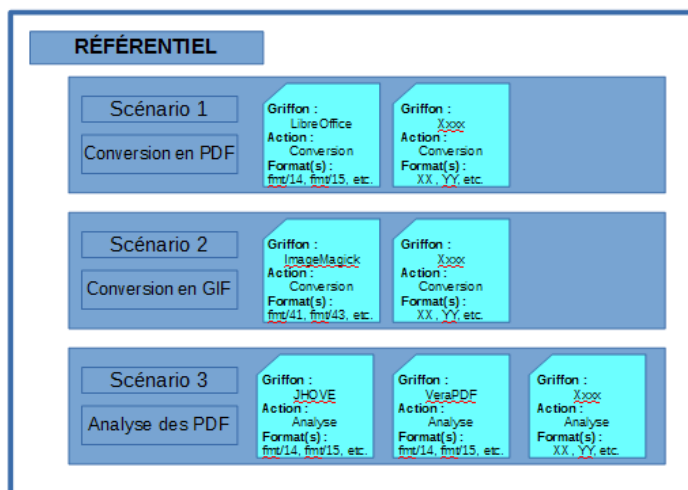 RÉFÉRENTIEL
Scénario 1
Conversion en PDF
Griffon :
LibreOffice
Action :
Conversion
Format(s) :
fmt/14, fmt/15, etc.
Griffon :
Xxxx
Action :
Conversion
Format(s) :
XX , YY, etc.
Scénario 2
Conversion en GIF
Griffon :
ImageMagick
Action :
Conversion
Format(s) :
fmt/41, fmt/43, etc.
Griffon :
Xxxx
Action :
Conversion
Format(s) :
XX , YY, etc.
Scénario 3
Analyse des PDF
Griffon :
JHOVE
Action :
Analyse
Format(s) :
fmt/14, fmt/15, etc.
Griffon :
VeraPDF
Action :
Analyse
Format(s) :
fmt/14, fmt/15, etc.
Griffon :
Xxxx
Action :
Analyse
Format(s) :
XX , YY, etc.